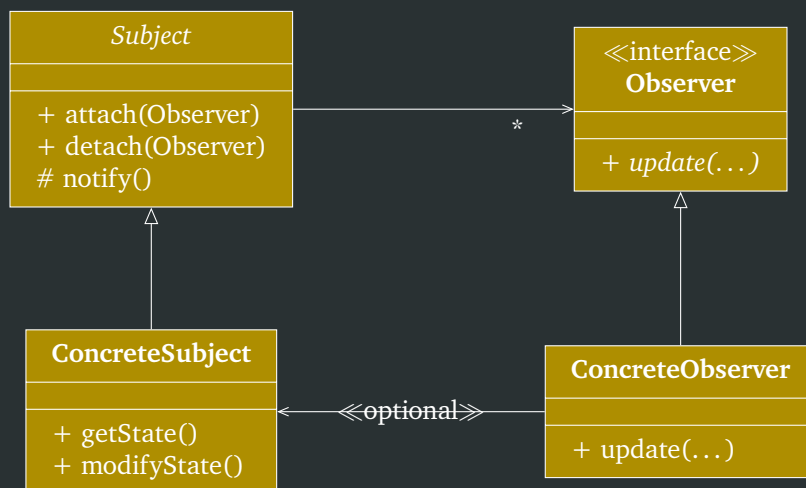 Subject
+ attach(Observer)
+ detach(Observer)
# notify()
≪interface≫
Observer
+ update(...)
*
ConcreteSubject
+ getState()
+ modifyState()
≪optional≫
ConcreteObserver
+ update(...)